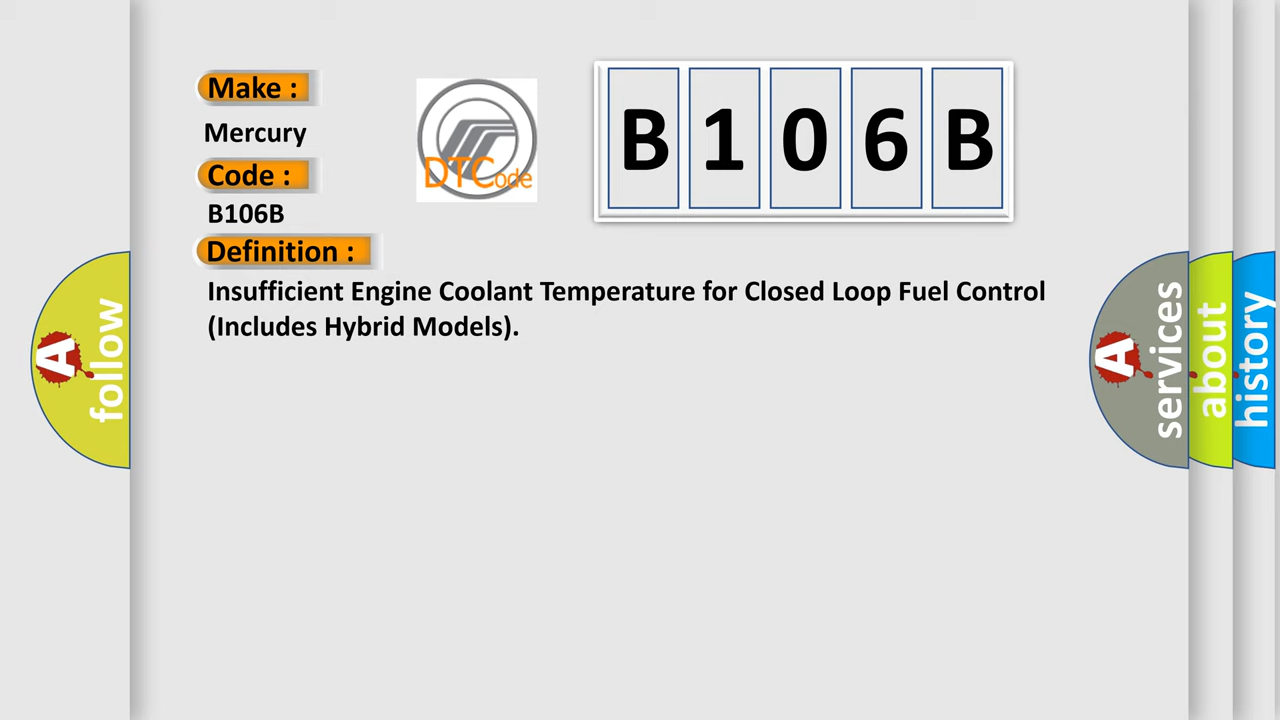 Make :
Mercury
Code :
B106B
Definition :
Insufficient Engine Coolant Temperature for Closed Loop Fuel Control
(Includes Hybrid Models).
DTCode
B 1 0 6 B
A follow
A services
about
history